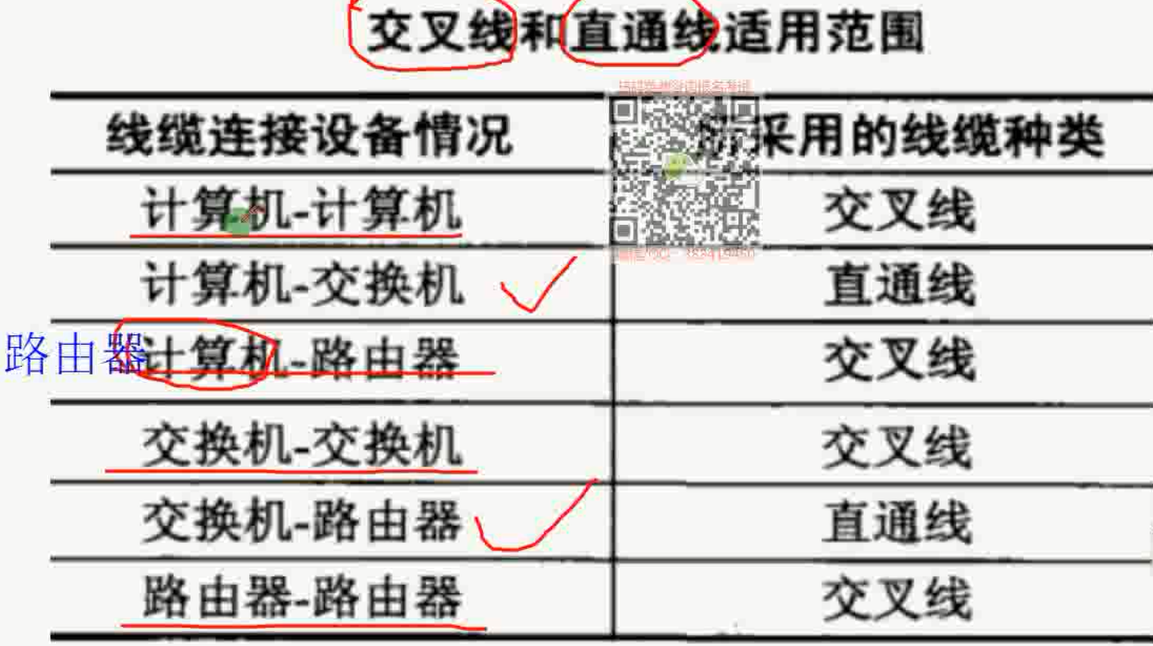 交叉线和直通线适用范围
线缆连接设备情况 所采用的线缆种类
计算机-计算机 交叉线
计算机-交换机 直通线
路由器 计算机-路由器 交叉线
交换机-交换机 交叉线
交换机-路由器 直通线
路由器-路由器 交叉线